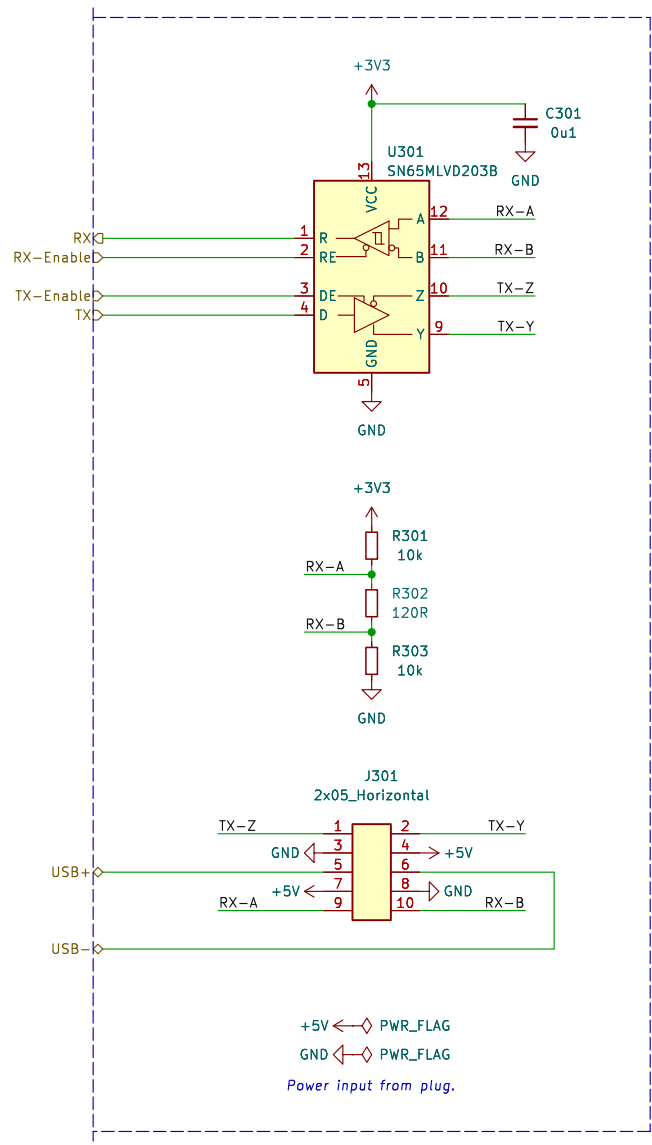 +3V3
C301
0u1
GND
U301
SN65MLVD203B
13
VCC
RX 1 R
A 12 RX-A
RX-Enable 2 RE
B 11 RX-B
TX-Enable 3 DE
Z 10 TX-Z
TX 4 D
Y 9 TX-Y
GND
5
GND
+3V3
R301
10k
RX-A
R302
120R
RX-B
R303
10k
GND
J301
2x05_Horizontal
TX-Z 1 2 TX-Y
GND 3 4 +5V
USB+ 5 6
+5V 7 8 GND
RX-A 9 10 RX-B
USB-
+5V PWR_FLAG
GND PWR_FLAG
Power input from plug.